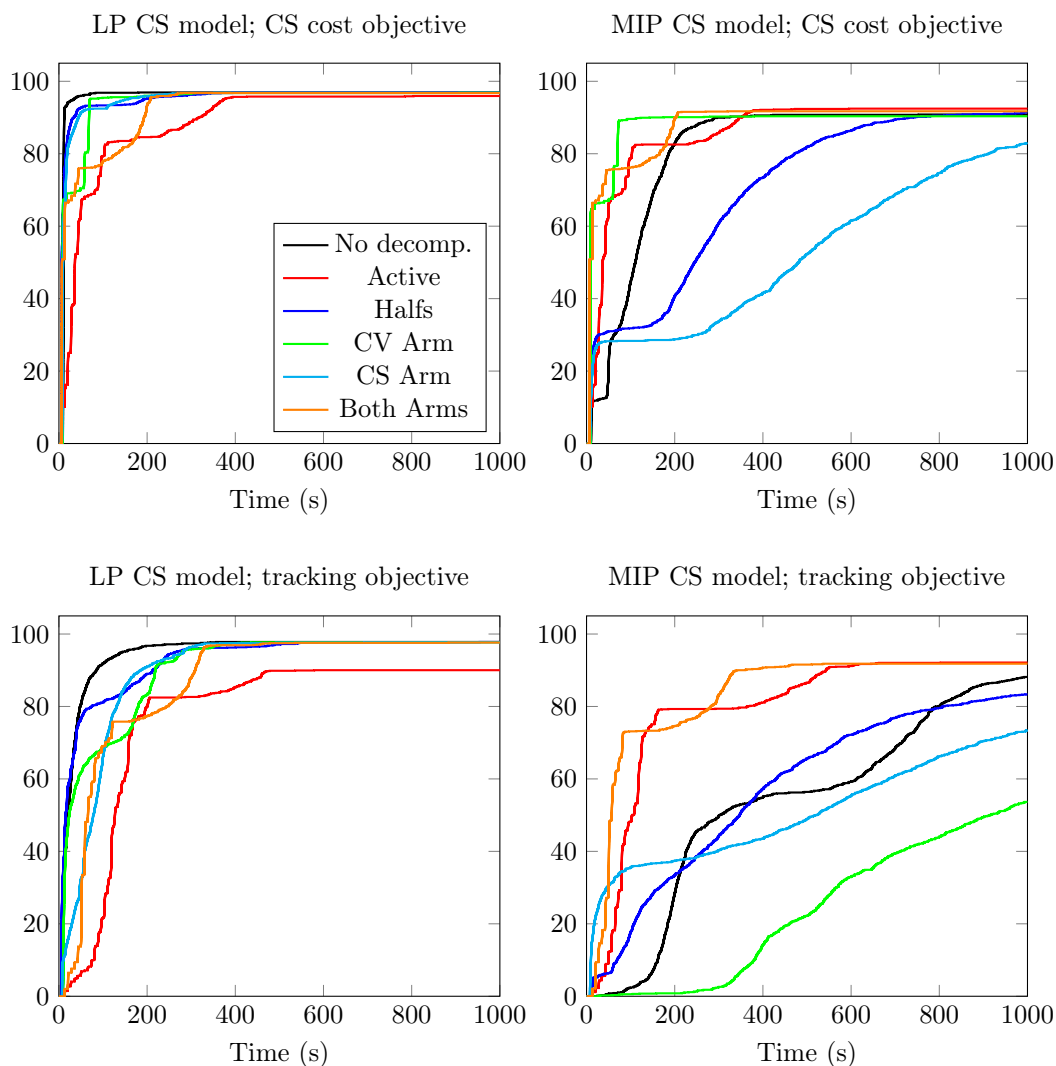 LP CS model; CS cost objective
MIP CS model; CS cost objective
100
80
60
40
20
0
0 200 400 600 800 1000
Time (s)
No decomp.
Active
Halfs
CV Arm
CS Arm
Both Arms
100
80
60
40
20
0
0 200 400 600 800 1000
Time (s)
LP CS model; tracking objective
MIP CS model; tracking objective
100
80
60
40
20
0
0 200 400 600 800 1000
Time (s)
100
80
60
40
20
0
0 200 400 600 800 1000
Time (s)